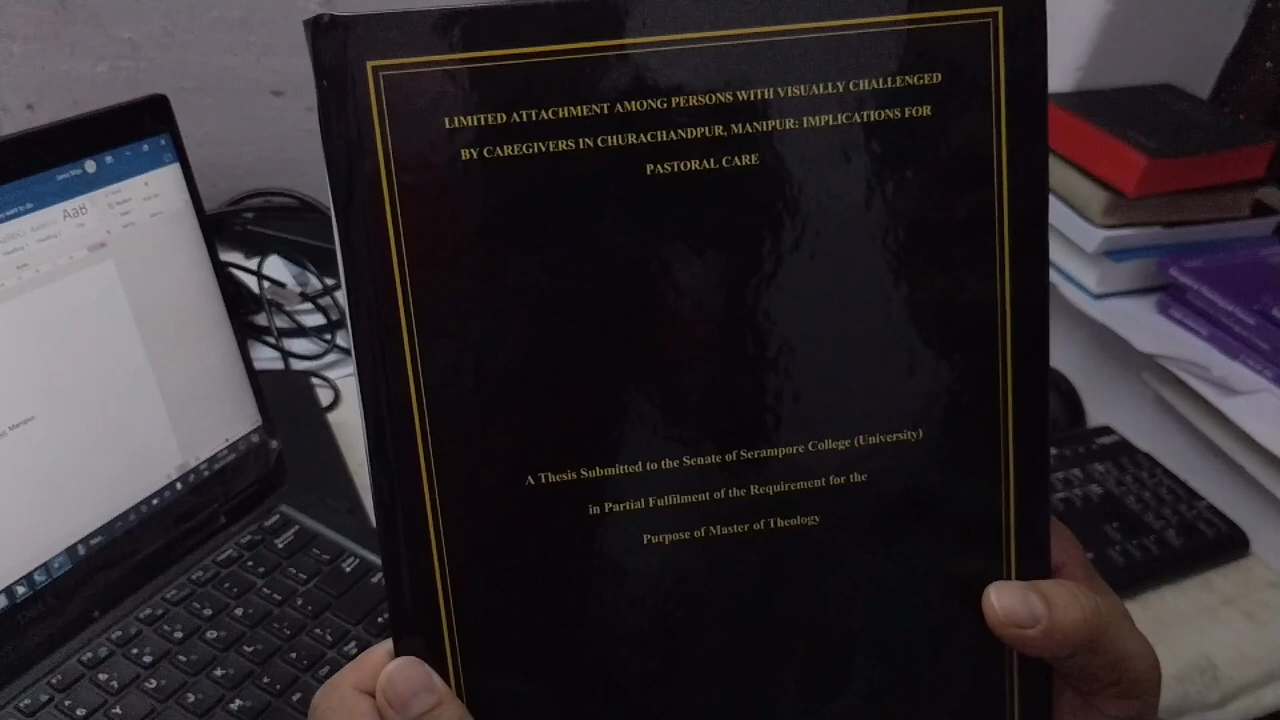 LIMITED ATTACHMENT AMONG PERSONS WITH VISUALLY CHALLENGED
BY CAREGIVERS IN CHURACHANDPUR, MANIPUR: IMPLICATIONS FOR
PASTORAL CARE
A Thesis Submitted to the Senate of Serampore College (University)
in Partial Fulfilment of the Requirement for the
Purpose of Master of Theology